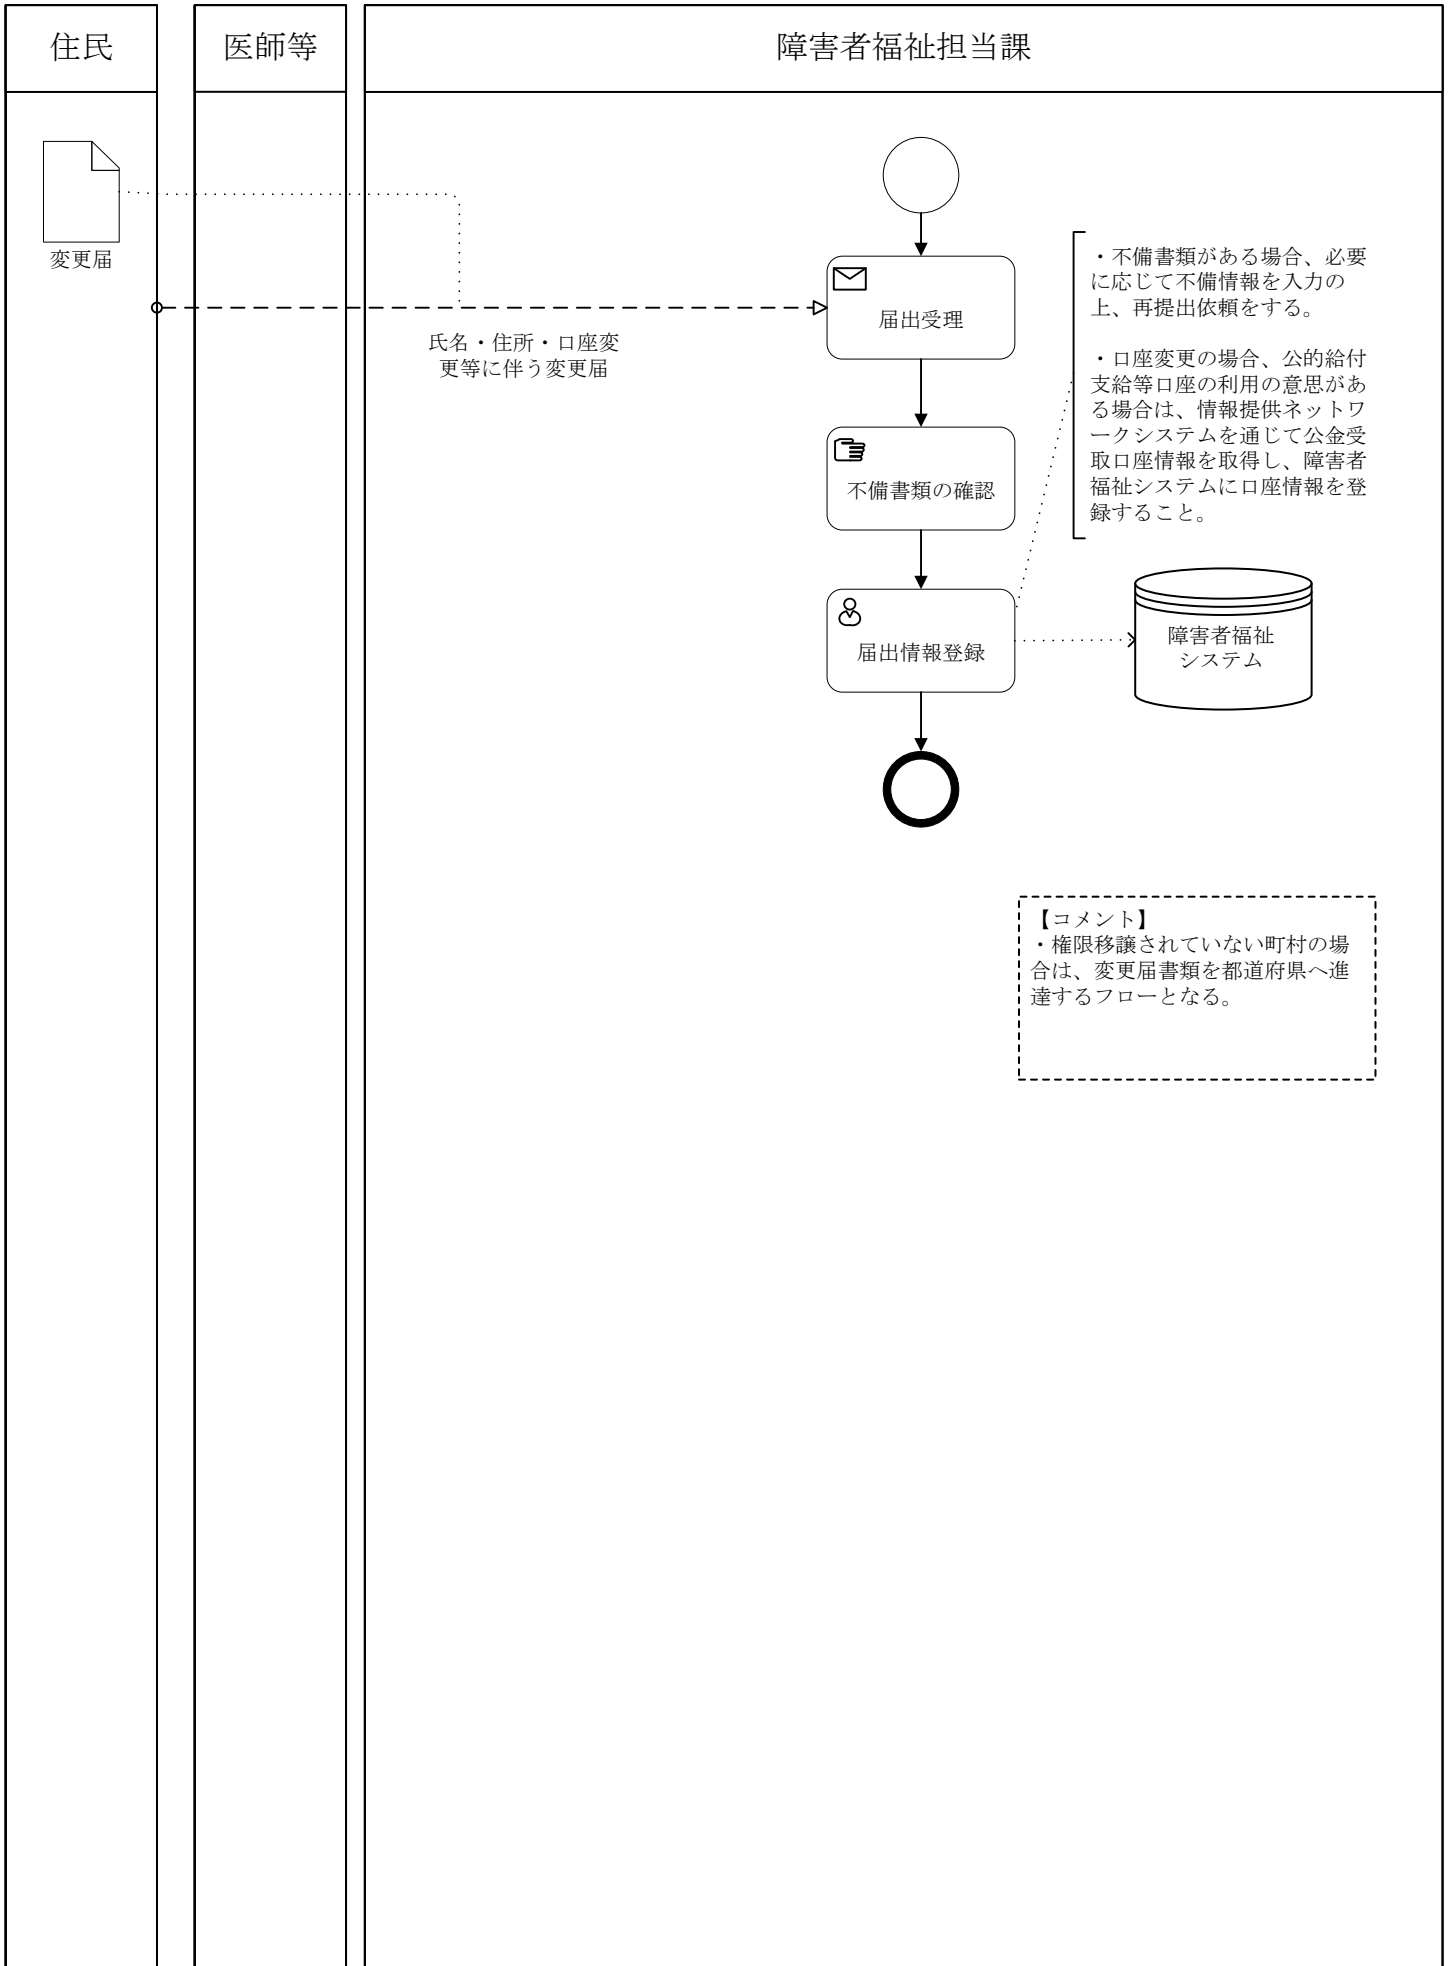 住民
医師等
障害者福祉担当課
変更届
氏名・住所・口座変
更等に伴う変更届
届出受理
・不備書類がある場合、必要
に応じて不備情報を入力の
上、再提出依頼をする。
・口座変更の場合、公的給付
支給等口座の利用の意思があ
る場合は、情報提供ネットワ
ークシステムを通じて公金受
取口座情報を取得し、障害者
福祉システムに口座情報を登
録すること。
不備書類の確認
届出情報登録
障害者福祉
システム
【コメント】
・権限移譲されていない町村の場
合は、変更届書類を都道府県へ進
達するフローとなる。